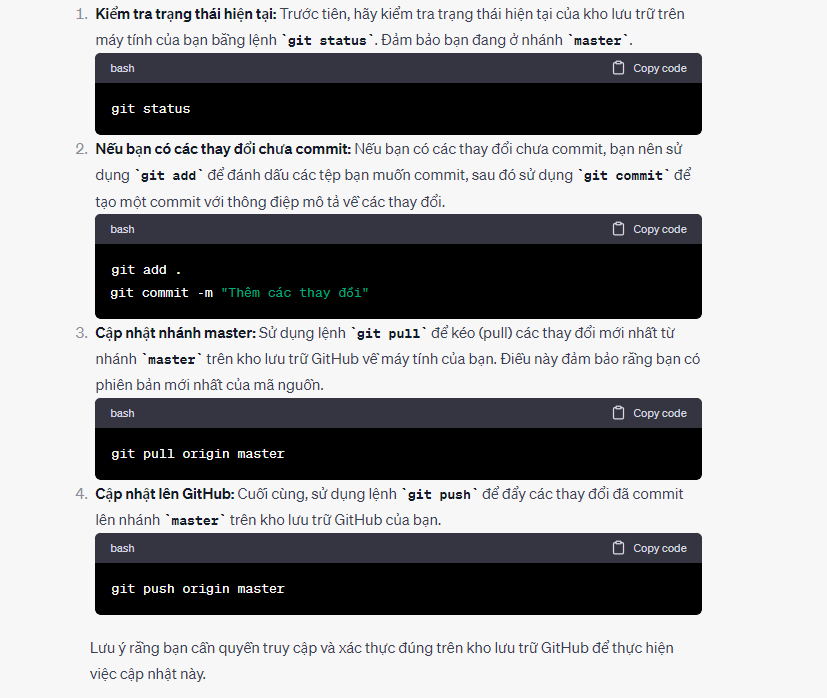 1. Kiểm tra trạng thái hiện tại: Trước tiên, hãy kiểm tra trạng thái hiện tại của kho lưu trữ trên
máy tính của bạn bằng lệnh `git status`. Đảm bảo bạn đang ở nhánh `master`.
bash Copy code
git status
2. Nếu bạn có các thay đổi chưa commit: Nếu bạn có các thay đổi chưa commit, bạn nên sử
dụng `git add` để đánh dấu các tệp bạn muốn commit, sau đó sử dụng `git commit` để
tạo một commit với thông điệp mô tả về các thay đổi.
bash Copy code
git add .
git commit -m "Thêm các thay đổi"
3. Cập nhật nhánh master: Sử dụng lệnh `git pull` để kéo (pull) các thay đổi mới nhất từ
nhánh `master` trên kho lưu trữ GitHub về máy tính của bạn. Điều này đảm bảo rằng bạn có
phiên bản mới nhất của mã nguồn.
bash Copy code
git pull origin master
4. Cập nhật lên GitHub: Cuối cùng, sử dụng lệnh `git push` để đẩy các thay đổi đã commit
lên nhánh `master` trên kho lưu trữ GitHub của bạn.
bash Copy code
git push origin master
Lưu ý rằng bạn cần quyền truy cập và xác thực đúng trên kho lưu trữ GitHub để thực hiện
việc cập nhật này.